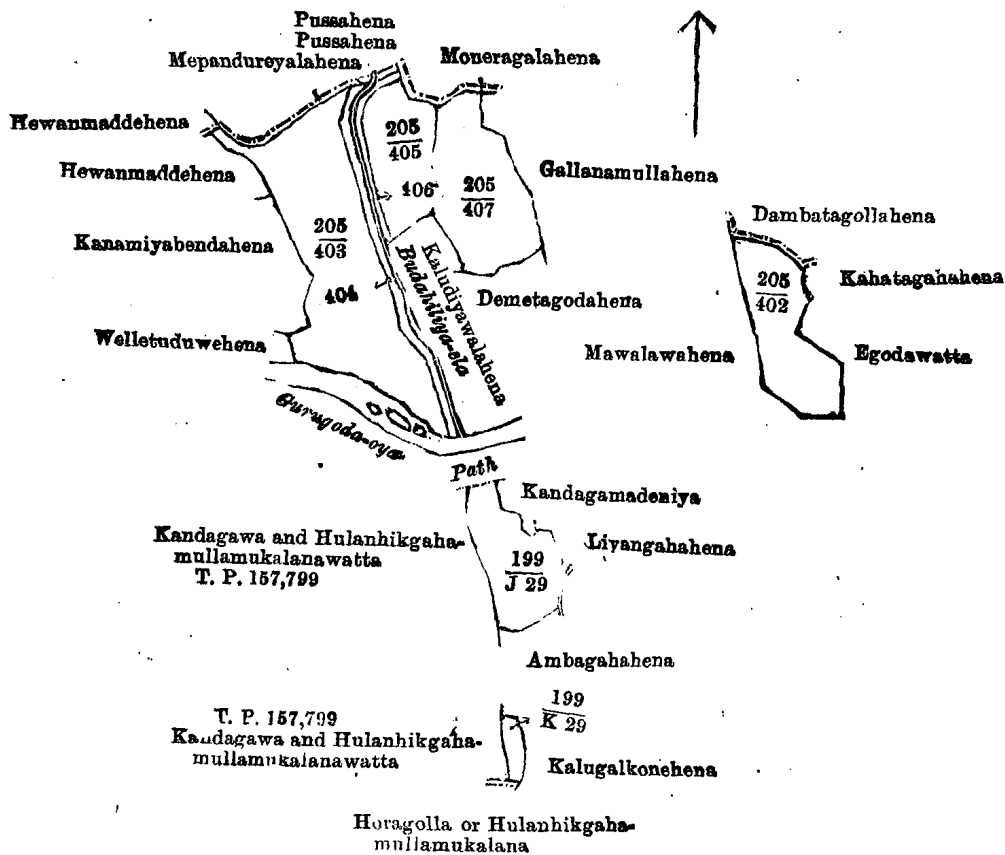 Pussahena
Pussahena
Mepandureyalahena
Moneragalahena
Hewanmaddehena
Hewanmaddehena
205
405
406
205
407
Gallanamullahena
Kanamiyabendahena
205
403
404
Kaludiyawalahena
Budahiliya-ela
Demetagodahena
Welletuduwehena
Gurugoda-oya
Dambatagollahena
205
402
Kahatagahahena
Mawalawahena
Egodawatta
Path
Kandagamadeniya
Kandagawa and Hulanhikgaha-
mullamukalanawatta
T. P. 157,799
Liyangahahena
199
J 29
Ambagahahena
199
K 29
T. P. 157,799
Kandagawa and Hulanhikgaha-
mullamukalanawatta
Kalugalkonehena
Horagolla or Hulanhikgaha-
mullamukalana